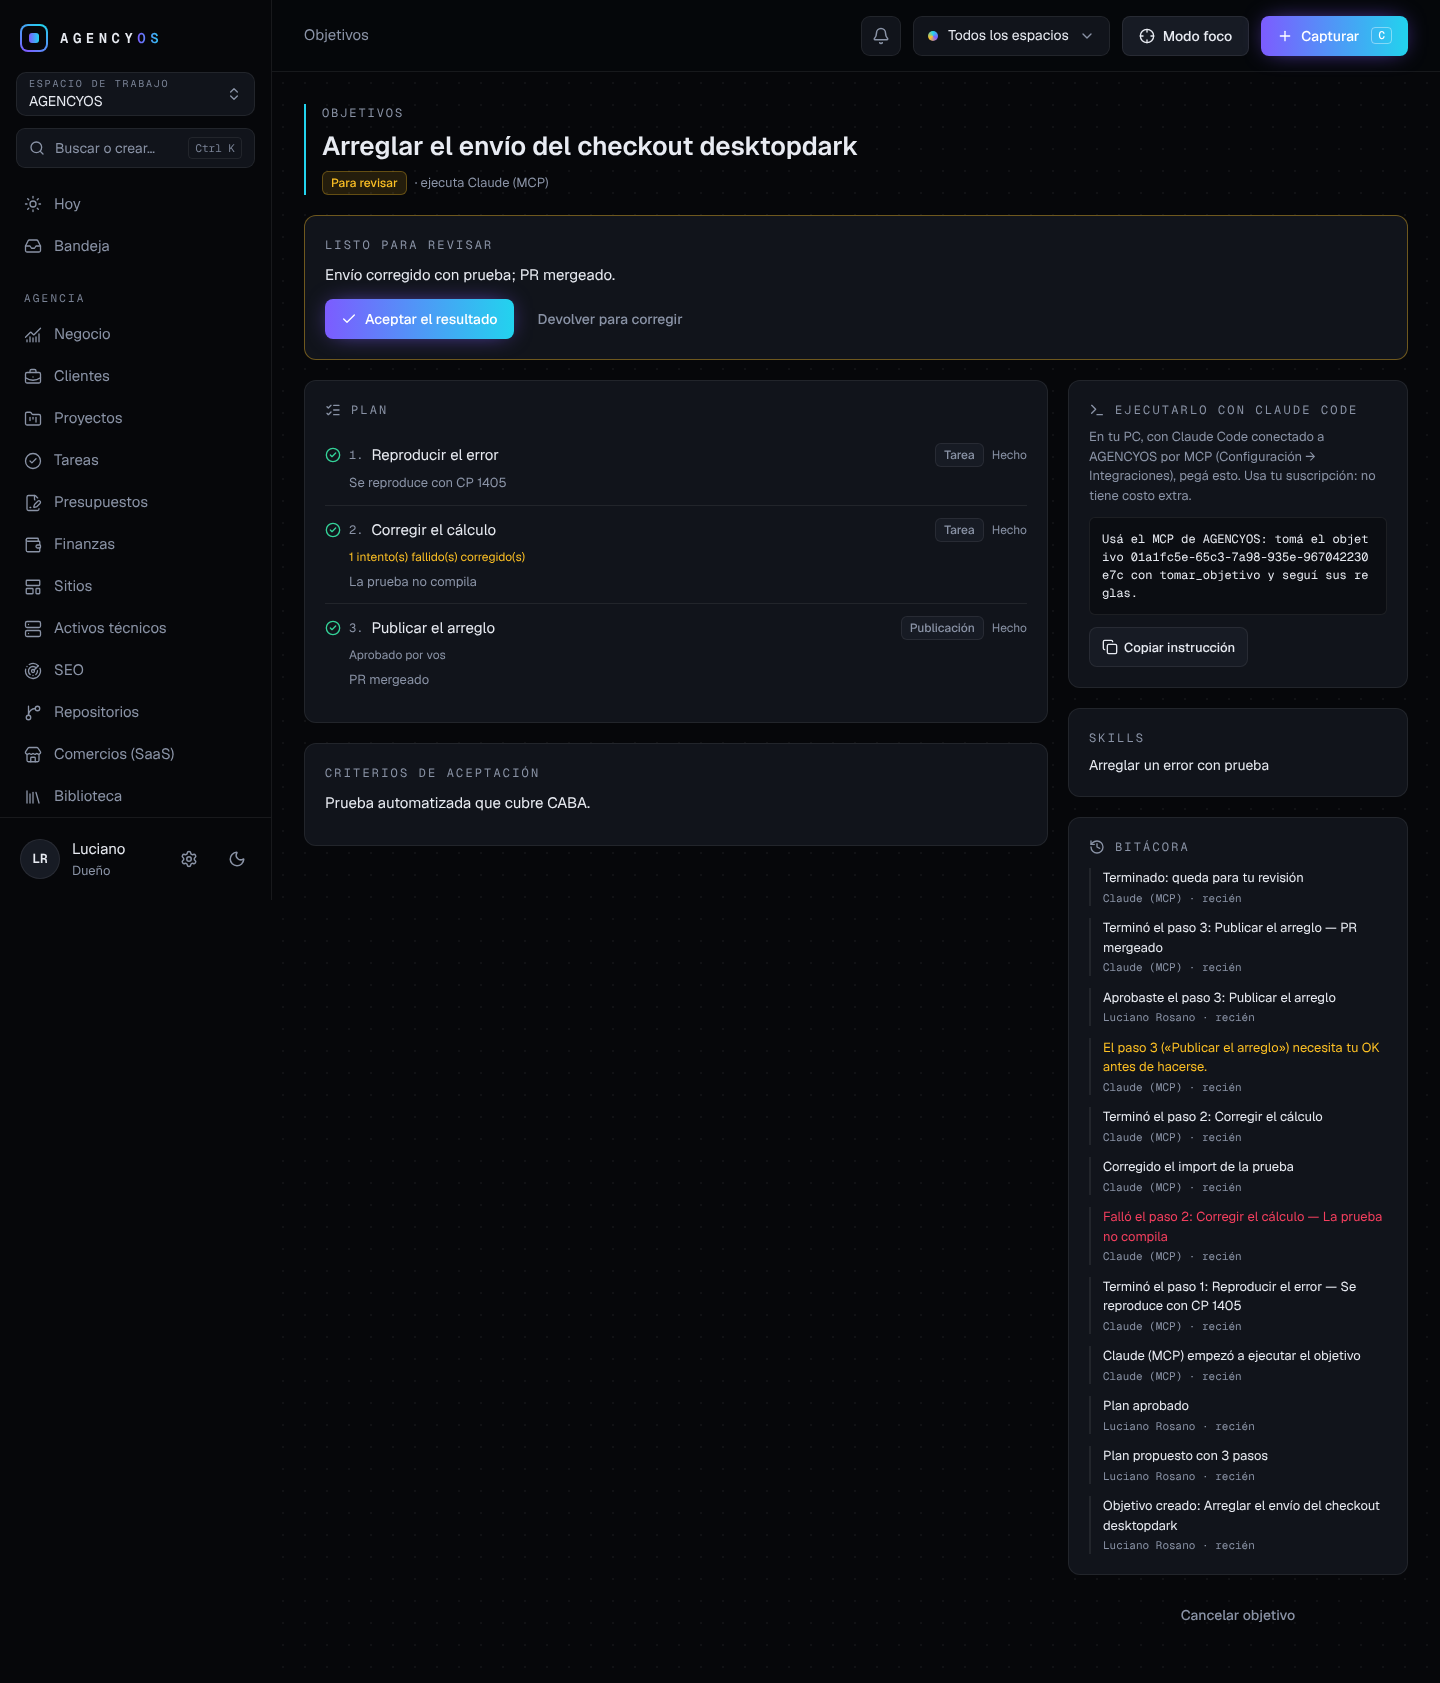 AGENCYOS
ESPACIO DE TRABAJO
AGENCYOS
Buscar o crear...
Ctrl K
Hoy
Bandeja
AGENCIA
Negocio
Clientes
Proyectos
Tareas
Presupuestos
Finanzas
Sitios
Activos técnicos
SEO
Repositorios
Comercios (SaaS)
Biblioteca
LR
Luciano
Dueño
Objetivos
Todos los espacios
Modo foco
Capturar
C
OBJETIVOS
Arreglar el envío del checkout desktopdark
Para revisar
· ejecuta Claude (MCP)
LISTO PARA REVISAR
Envío corregido con prueba; PR mergeado.
Aceptar el resultado
Devolver para corregir
PLAN
1. Reproducir el error
Tarea
Hecho
Se reproduce con CP 1405
2. Corregir el cálculo
Tarea
Hecho
1 intento(s) fallido(s) corregido(s)
La prueba no compila
3. Publicar el arreglo
Publicación
Hecho
Aprobado por vos
PR mergeado
CRITERIOS DE ACEPTACIÓN
Prueba automatizada que cubre CABA.
EJECUTARLO CON CLAUDE CODE
En tu PC, con Claude Code conectado a
AGENCYOS por MCP (Configuración →
Integraciones), pegá esto. Usa tu suscripción: no
tiene costo extra.
Usá el MCP de AGENCYOS: tomá el objet
ivo 01a1fc5e-65c3-7a98-935e-967042230
e7c con tomar_objetivo y seguí sus re
glas.
Copiar instrucción
SKILLS
Arreglar un error con prueba
BITÁCORA
Terminado: queda para tu revisión
Claude (MCP) · recién
Terminó el paso 3: Publicar el arreglo — PR
mergeado
Claude (MCP) · recién
Aprobaste el paso 3: Publicar el arreglo
Luciano Rosano · recién
El paso 3 («Publicar el arreglo») necesita tu OK
antes de hacerse.
Claude (MCP) · recién
Terminó el paso 2: Corregir el cálculo
Claude (MCP) · recién
Corregido el import de la prueba
Claude (MCP) · recién
Falló el paso 2: Corregir el cálculo — La prueba
no compila
Claude (MCP) · recién
Terminó el paso 1: Reproducir el error — Se
reproduce con CP 1405
Claude (MCP) · recién
Claude (MCP) empezó a ejecutar el objetivo
Claude (MCP) · recién
Plan aprobado
Luciano Rosano · recién
Plan propuesto con 3 pasos
Luciano Rosano · recién
Objetivo creado: Arreglar el envío del checkout
desktopdark
Luciano Rosano · recién
Cancelar objetivo